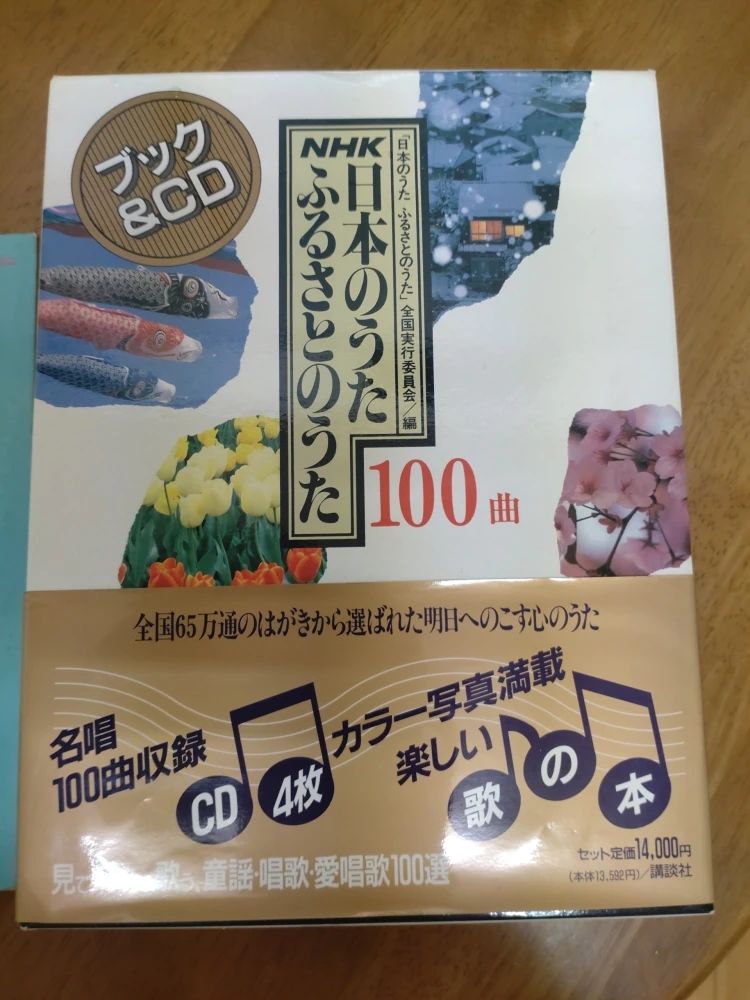 ブック
&CD
「日本のうた ふるさとのうた」全国実行委員会／編
NHK
日本のうた
ふるさとのうた
100曲
全国65万通のはがきから選ばれた明日へのこす心のうた
名唱
100曲収録
CD 4枚
カラー写真満載
楽しい
歌の本
見て 歌う、童謡・唱歌・愛唱歌100選
セット定価14,000円
(本体13,592円)／講談社